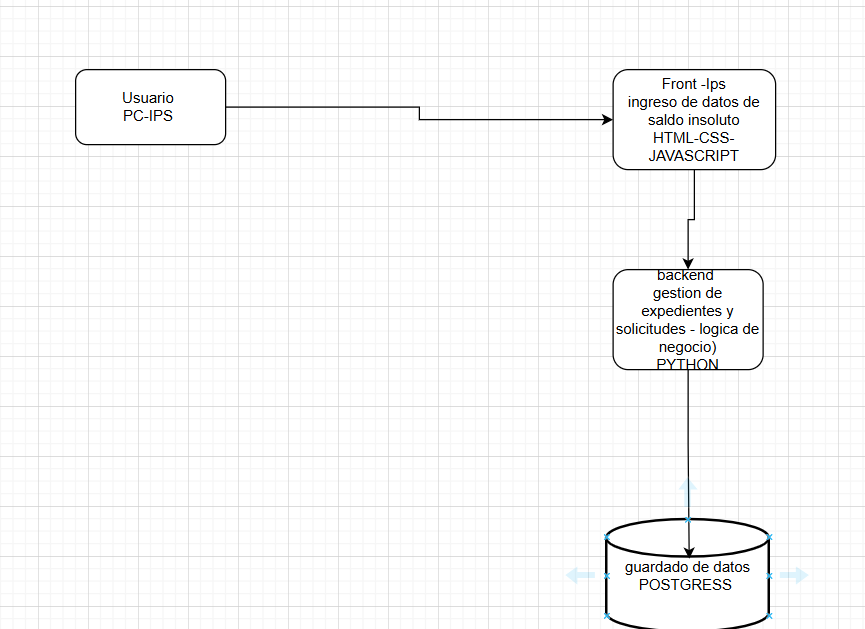 Usuario
PC-IPS
Front -Ips
ingreso de datos de
saldo insoluto
HTML-CSS-
JAVASCRIPT
backend
gestion de
expedientes y
solicitudes - logica de
negocio)
PYTHON
guardado de datos
POSTGRESS